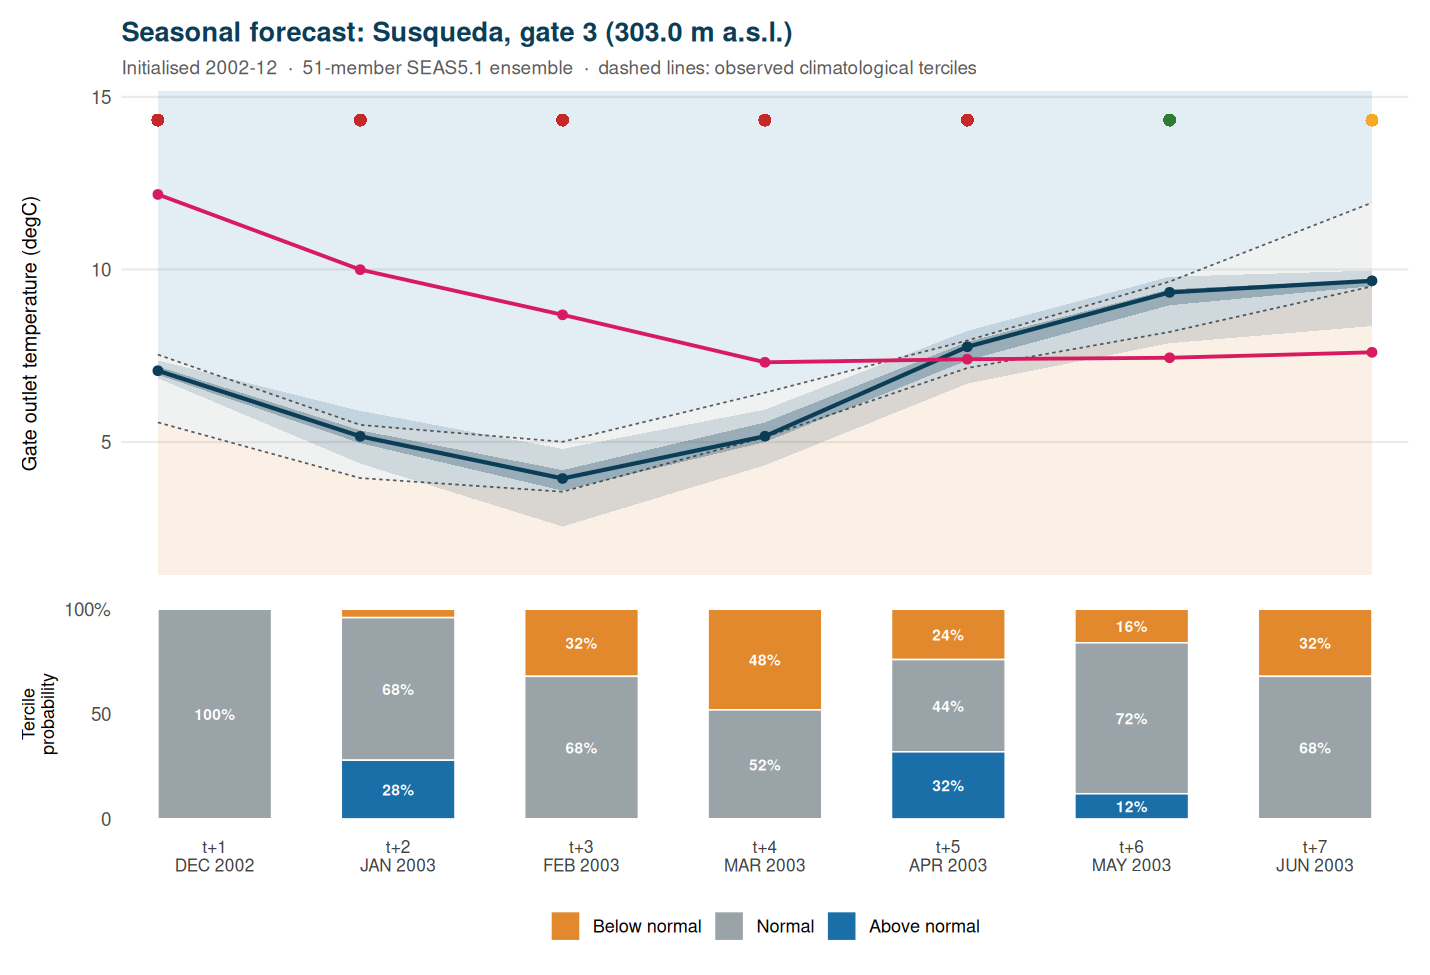 Seasonal forecast: Susqueda, gate 3 (303.0 m a.s.l.)
Initialised 2002-12 · 51-member SEAS5.1 ensemble · dashed lines: observed climatological terciles
Gate outlet temperature (degC)
15
10
5
Tercile
probability
100%
50
0
100%
68%
28%
32%
68%
48%
52%
24%
44%
32%
16%
72%
12%
32%
68%
t+1
DEC 2002
t+2
JAN 2003
t+3
FEB 2003
t+4
MAR 2003
t+5
APR 2003
t+6
MAY 2003
t+7
JUN 2003
Below normal
Normal
Above normal